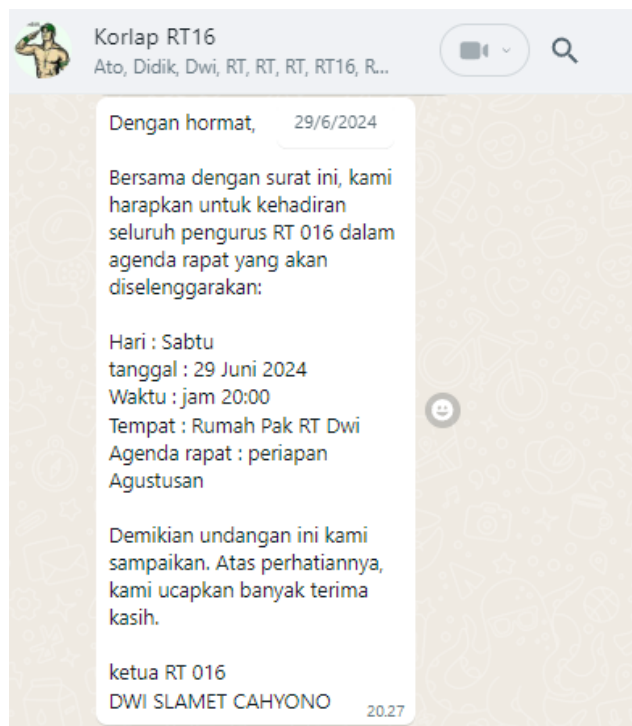 Korlap RT16
Ato, Didik, Dwi, RT, RT, RT, RT16, R...
29/6/2024
Dengan hormat,
Bersama dengan surat ini, kami
harapkan untuk kehadiran
seluruh pengurus RT 016 dalam
agenda rapat yang akan
diselenggarakan:
Hari : Sabtu
tanggal : 29 Juni 2024
Waktu : jam 20:00
Tempat : Rumah Pak RT Dwi
Agenda rapat : periapan
Agustusan
Demikian undangan ini kami
sampaikan. Atas perhatiannya,
kami ucapkan banyak terima
kasih.
ketua RT 016
DWI SLAMET CAHYONO
20.27